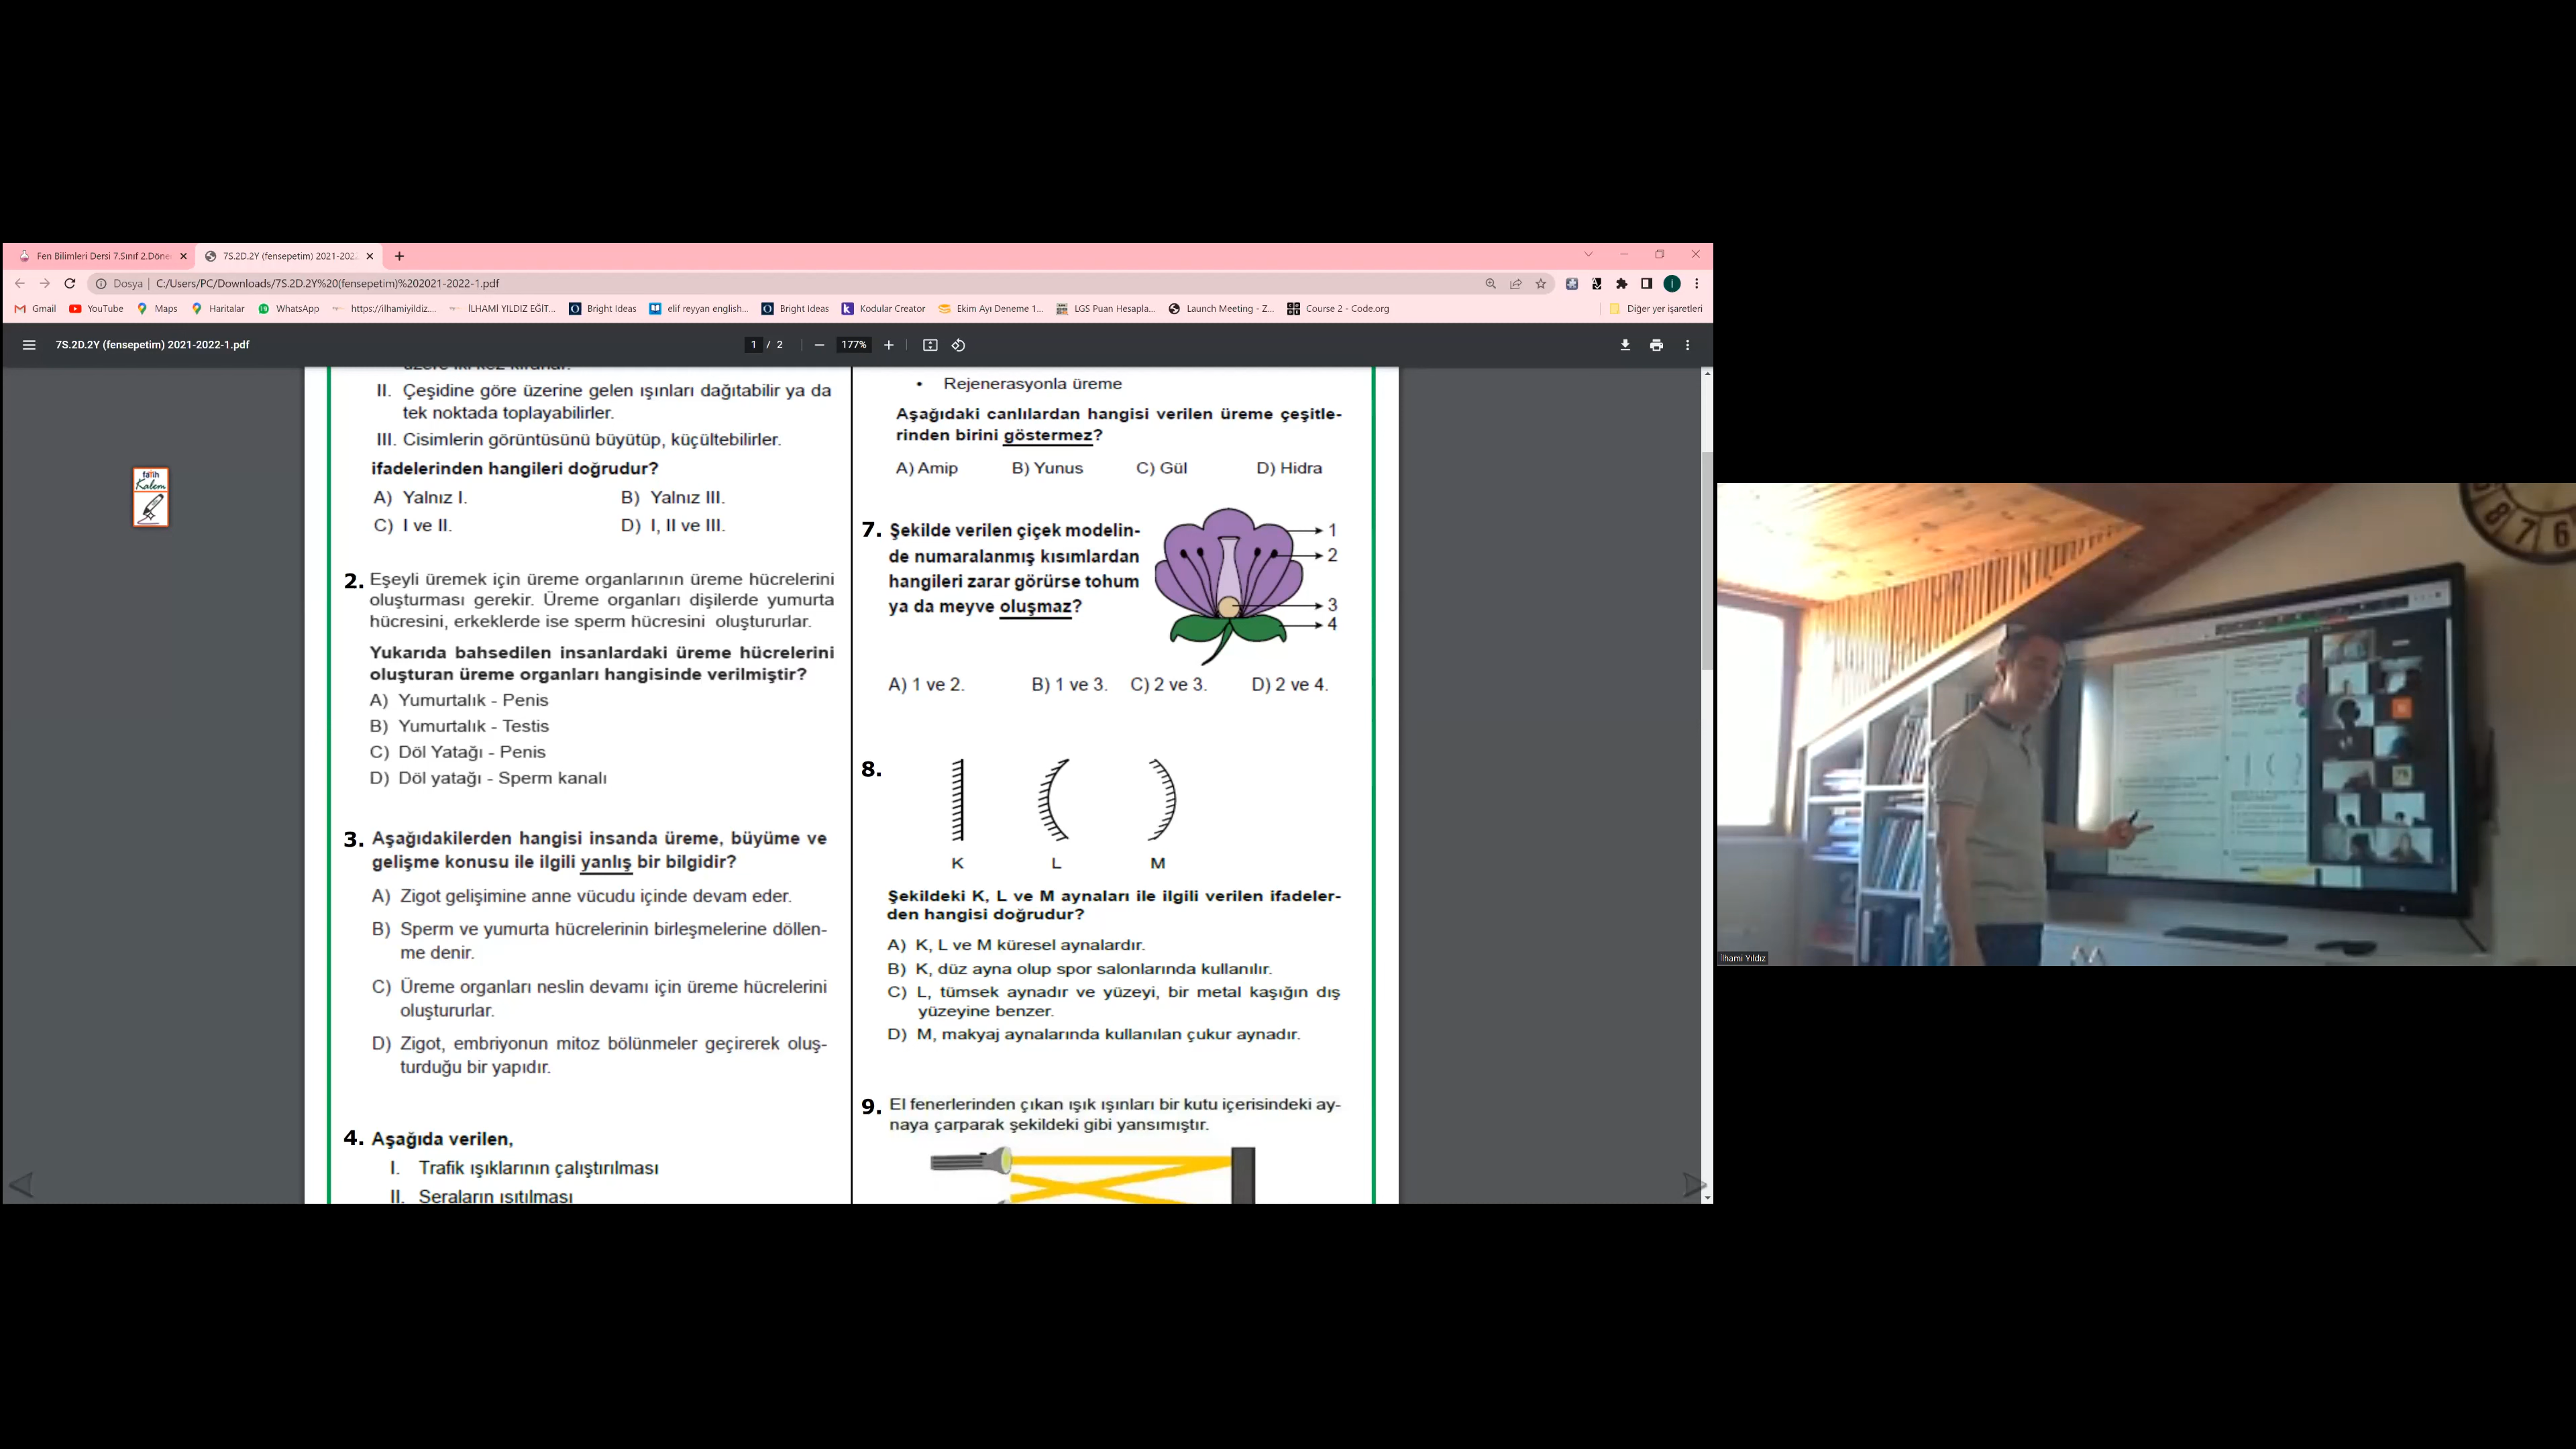 Fen Bilimleri Dersi 7.Sınıf 2.Döne
7S.2D.2Y (fensepetim) 2021-202
Dosya
C:/Users/PC/Downloads/7S.2D.2Y%20(fensepetim)%202021-2022-1.pdf
Gmail
YouTube
Maps
Haritalar
WhatsApp
https://ilhamiyildiz....
İLHAMİ YILDIZ EĞİT...
Bright Ideas
elif reyyan english...
Bright Ideas
Kodular Creator
Ekim Ayı Deneme 1...
LGS Puan Hesapla...
Launch Meeting - Z...
Course 2 - Code.org
Diğer yer işaretleri
7S.2D.2Y (fensepetim) 2021-2022-1.pdf
1 / 2
177%
fatih
Kalem
II. Çeşidine göre üzerine gelen ışınları dağıtabilir ya da
tek noktada toplayabilirler.
III. Cisimlerin görüntüsünü büyütüp, küçültebilirler.
ifadelerinden hangileri doğrudur?
A) Yalnız I.
B) Yalnız III.
C) I ve II.
D) I, II ve III.
2. Eşeyli üremek için üreme organlarının üreme hücrelerini
oluşturması gerekir. Üreme organları dişilerde yumurta
hücresini, erkeklerde ise sperm hücresini oluştururlar.
Yukarıda bahsedilen insanlardaki üreme hücrelerini
oluşturan üreme organları hangisinde verilmiştir?
A) Yumurtalık - Penis
B) Yumurtalık - Testis
C) Döl Yatağı - Penis
D) Döl yatağı - Sperm kanalı
3. Aşağıdakilerden hangisi insanda üreme, büyüme ve
gelişme konusu ile ilgili yanlış bir bilgidir?
A) Zigot gelişimine anne vücudu içinde devam eder.
B) Sperm ve yumurta hücrelerinin birleşmelerine döllen-
me denir.
C) Üreme organları neslin devamı için üreme hücrelerini
oluştururlar.
D) Zigot, embriyonun mitoz bölünmeler geçirerek oluş-
turduğu bir yapıdır.
4. Aşağıda verilen,
I. Trafik ışıklarının çalıştırılması
II. Seraların ısıtılması
• Rejenerasyonla üreme
Aşağıdaki canlılardan hangisi verilen üreme çeşitle-
rinden birini göstermez?
A) Amip
B) Yunus
C) Gül
D) Hidra
7. Şekilde verilen çiçek modelin-
de numaralanmış kısımlardan
hangileri zarar görürse tohum
ya da meyve oluşmaz?
1
2
3
4
A) 1 ve 2.
B) 1 ve 3.
C) 2 ve 3.
D) 2 ve 4.
8.
K
L
M
Şekildeki K, L ve M aynaları ile ilgili verilen ifadeler-
den hangisi doğrudur?
A) K, L ve M küresel aynalardır.
B) K, düz ayna olup spor salonlarında kullanılır.
C) L, tümsek aynadır ve yüzeyi, bir metal kaşığın dış
yüzeyine benzer.
D) M, makyaj aynalarında kullanılan çukur aynadır.
9. El fenerlerinden çıkan ışık ışınları bir kutu içerisindeki ay-
naya çarparak şekildeki gibi yansımıştır.
8 7 6
İlhami Yıldız